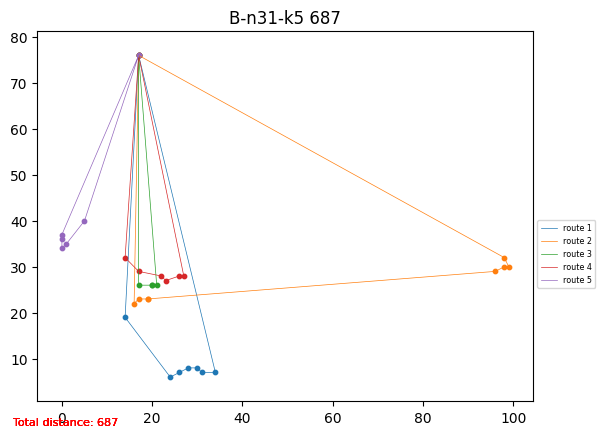 B-n31-k5 687
80
70
60
50
40
30
20
10
0 20 40 60 80 100
route 1
route 2
route 3
route 4
route 5
Total distance: 687